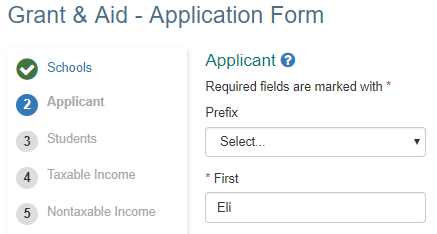 Grant & Aid - Application Form
Schools
2 Applicant
3 Students
4 Taxable Income
5 Nontaxable Income
Applicant ?
Required fields are marked with *
Prefix
Select...
* First
Eli